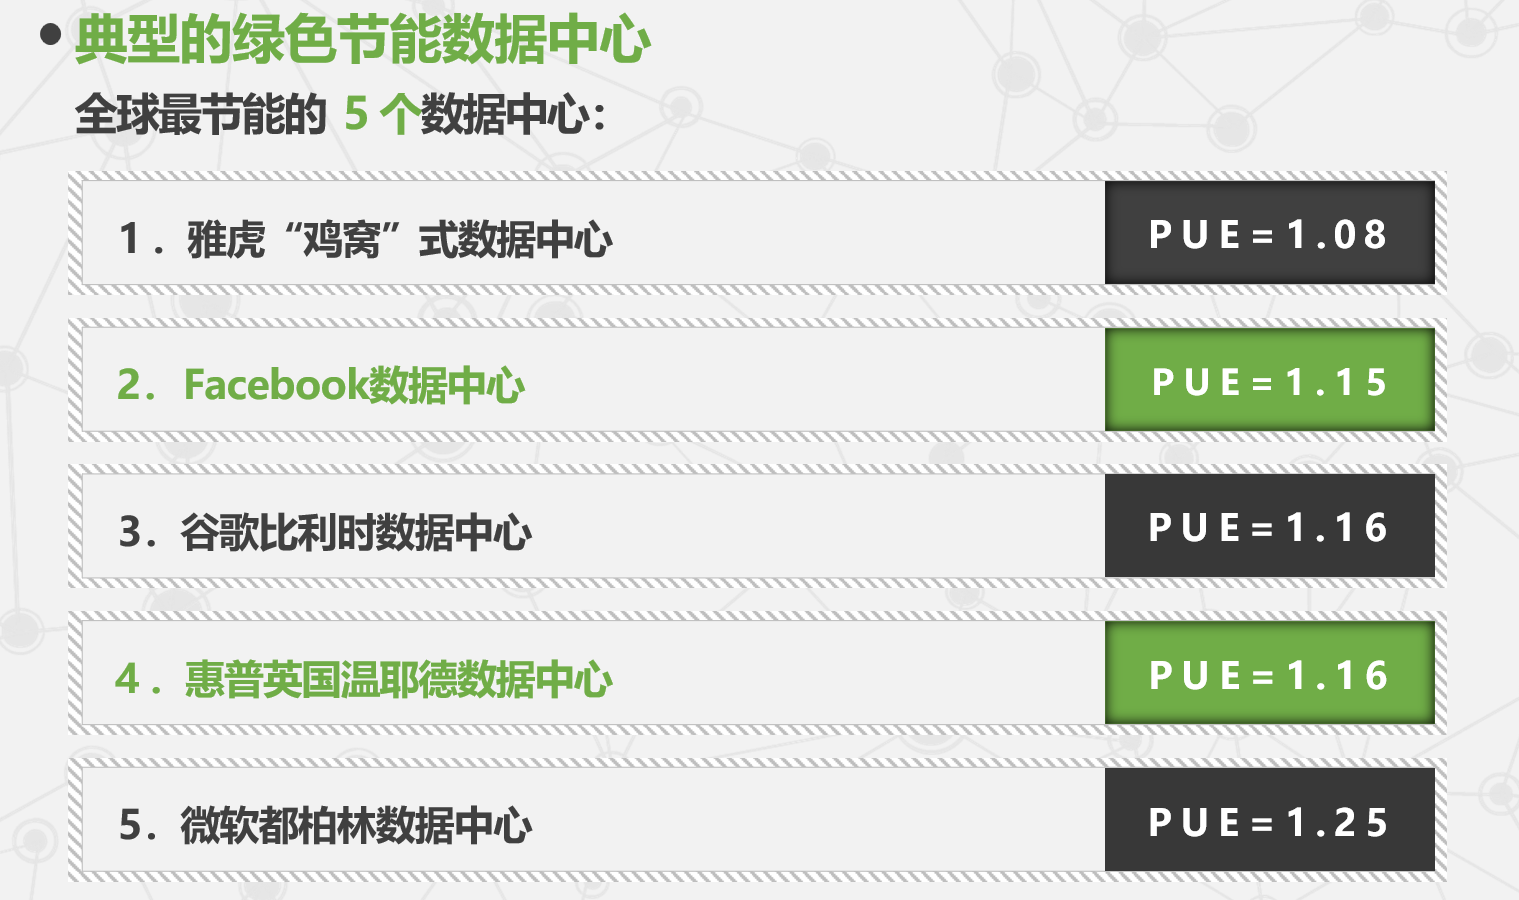 典型的绿色节能数据中心
全球最节能的 5 个数据中心：
1. 雅虎“鸡窝”式数据中心
PUE=1.08
2. Facebook数据中心
PUE=1.15
3. 谷歌比利时数据中心
PUE=1.16
4. 惠普英国温耶德数据中心
PUE=1.16
5. 微软都柏林数据中心
PUE=1.25